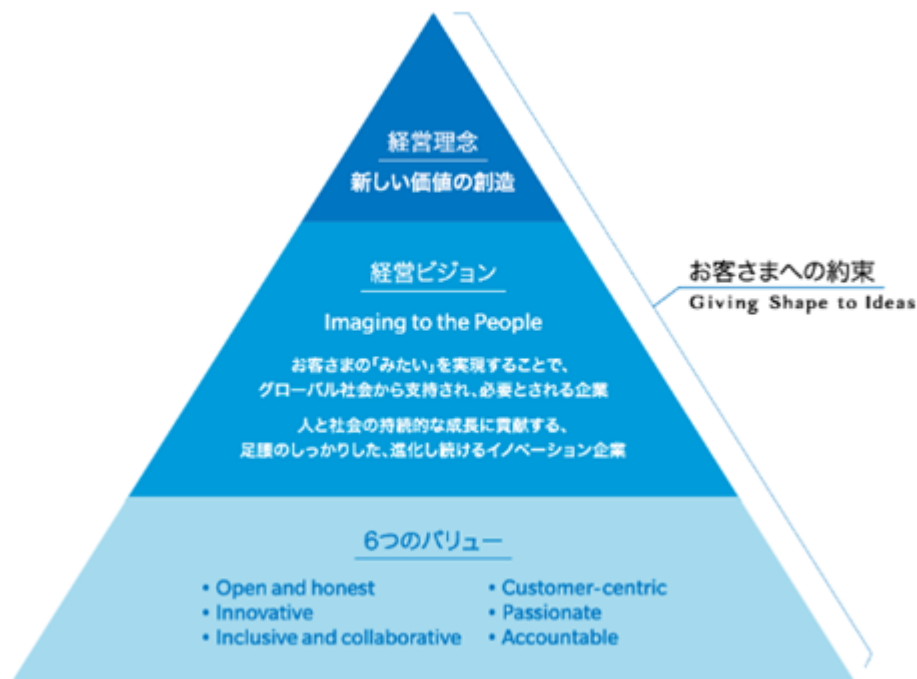 経営理念
新しい価値の創造
経営ビジョン
Imaging to the People
お客さまの「みたい」を実現することで、
グローバル社会から支持され、必要とされる企業
人と社会の持続的な成長に貢献する、
足腰のしっかりした、進化し続けるイノベーション企業
お客さまへの約束
Giving Shape to Ideas
6つのバリュー
• Open and honest
• Innovative
• Inclusive and collaborative
• Customer-centric
• Passionate
• Accountable